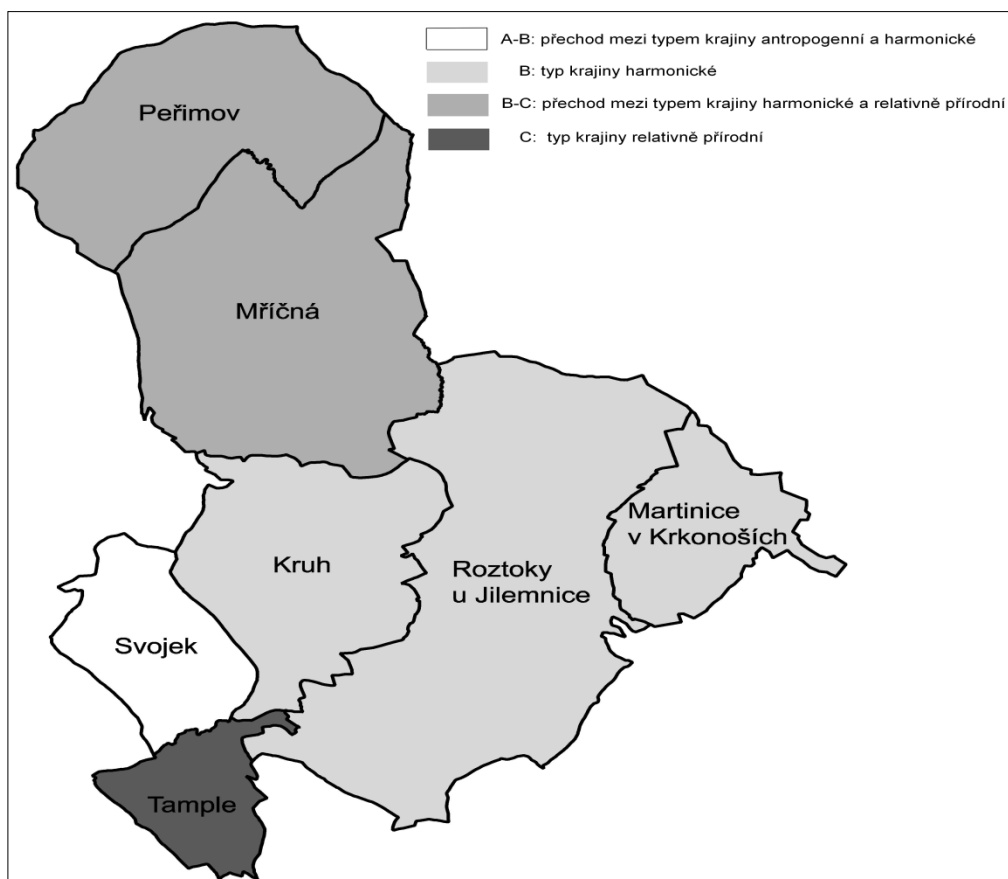 A-B: přechod mezi typem krajiny antropogenní a harmonické
B: typ krajiny harmonické
B-C: přechod mezi typem krajiny harmonické a relativně přírodní
C: typ krajiny relativně přírodní
Peřimov
Mříčná
Martinice
v Krkonoších
Kruh
Roztoky
u Jilemnice
Svojek
Tample